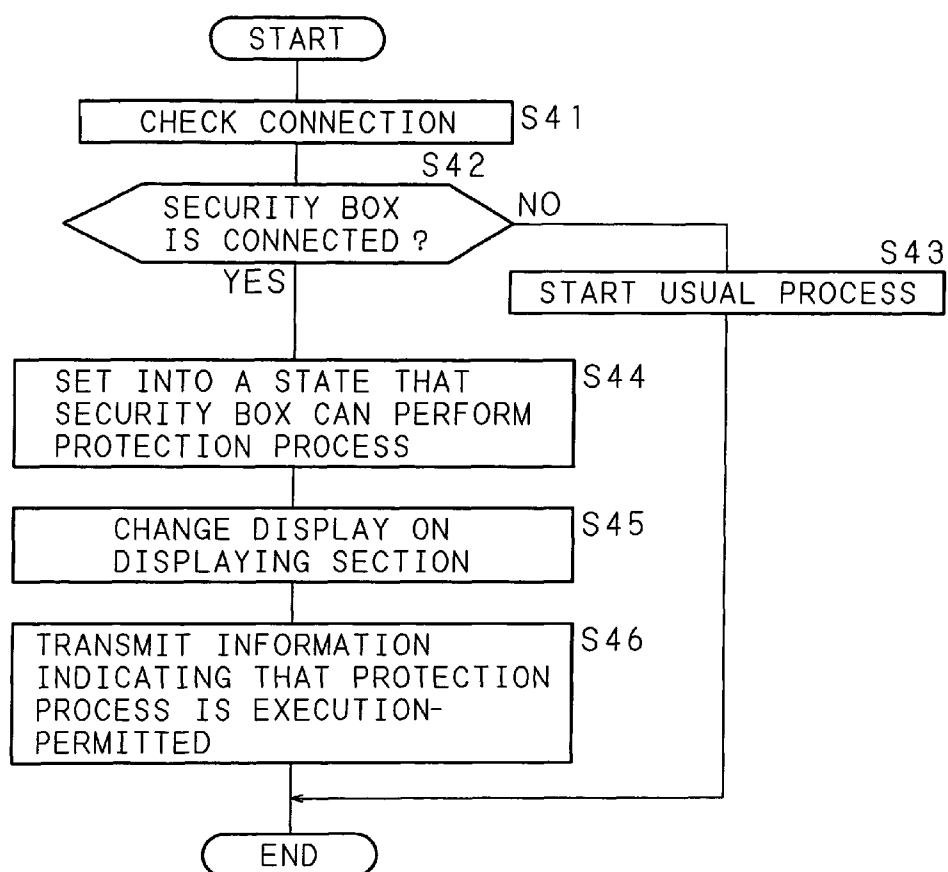 START
CHECK CONNECTION
S41
S42
SECURITY BOX
IS CONNECTED?
NO
YES
S43
START USUAL PROCESS
SET INTO A STATE THAT
SECURITY BOX CAN PERFORM
PROTECTION PROCESS
S44
CHANGE DISPLAY ON
DISPLAYING SECTION
S45
TRANSMIT INFORMATION
INDICATING THAT PROTECTION
PROCESS IS EXECUTION-
PERMITTED
S46
END